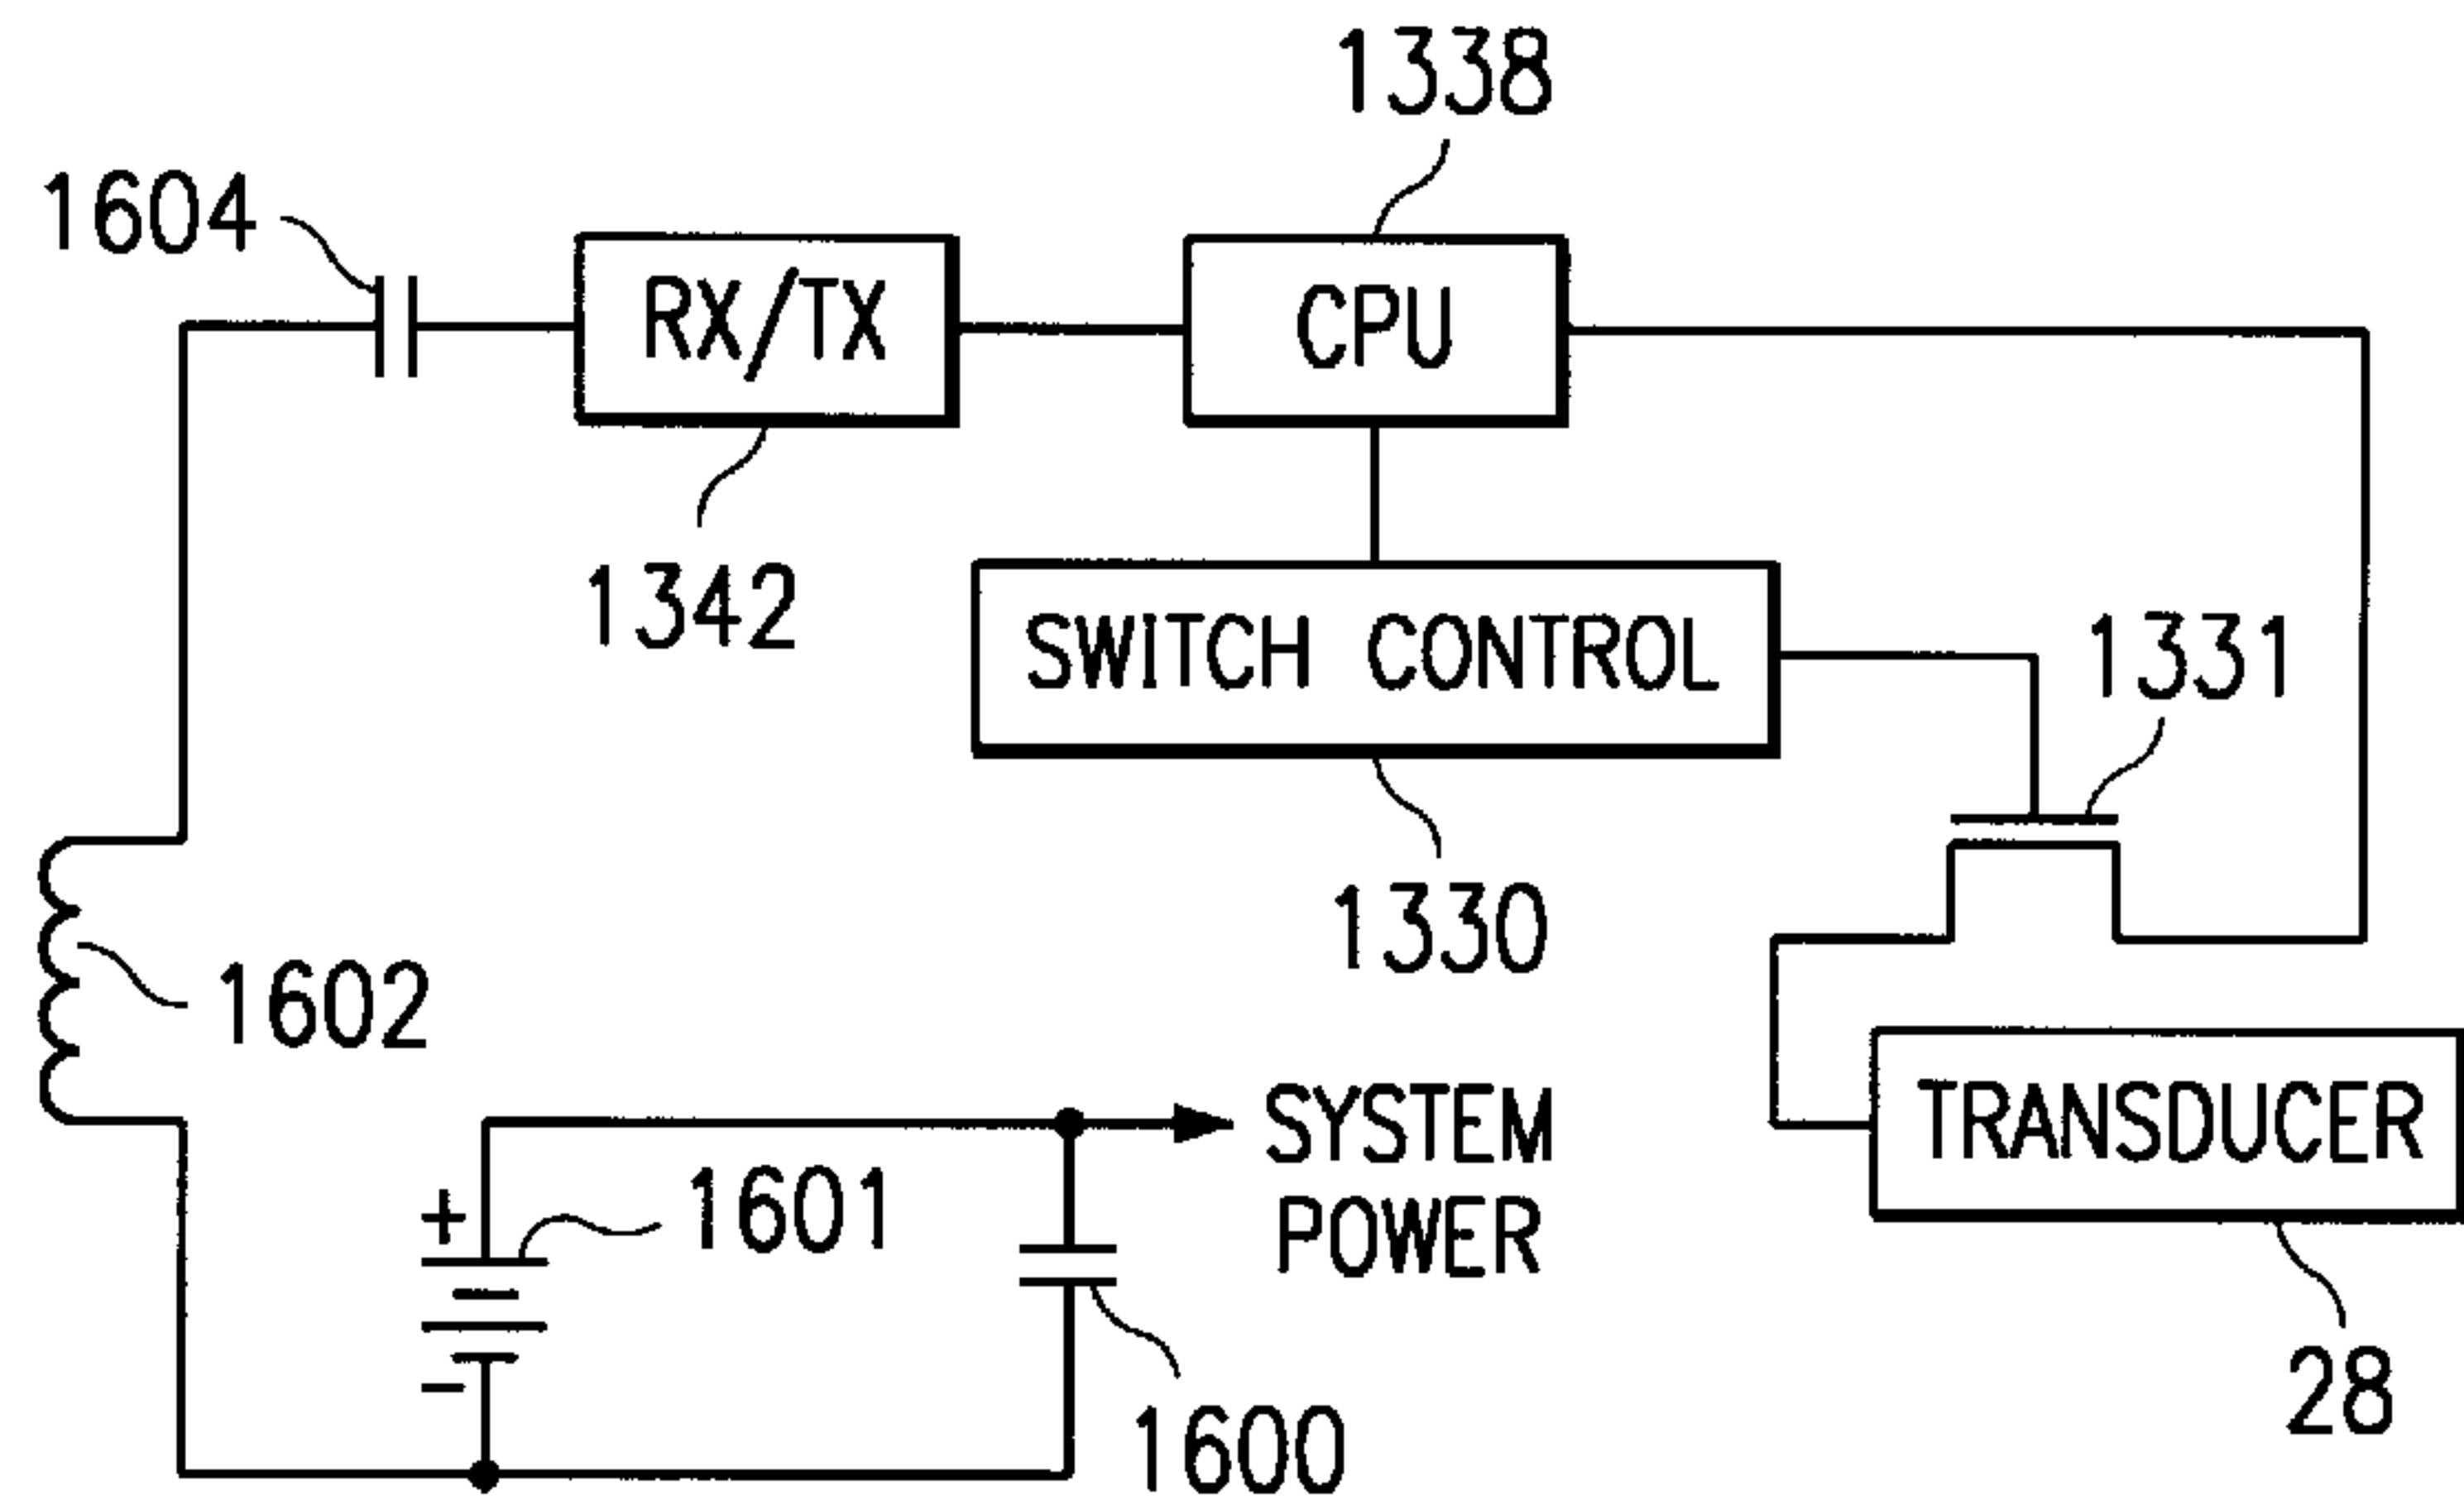 1338
1604
RX/TX
CPU
1342
SWITCH CONTROL
1331
1330
1602
SYSTEM
POWER
TRANSDUCER
+
1601
−
28
1600